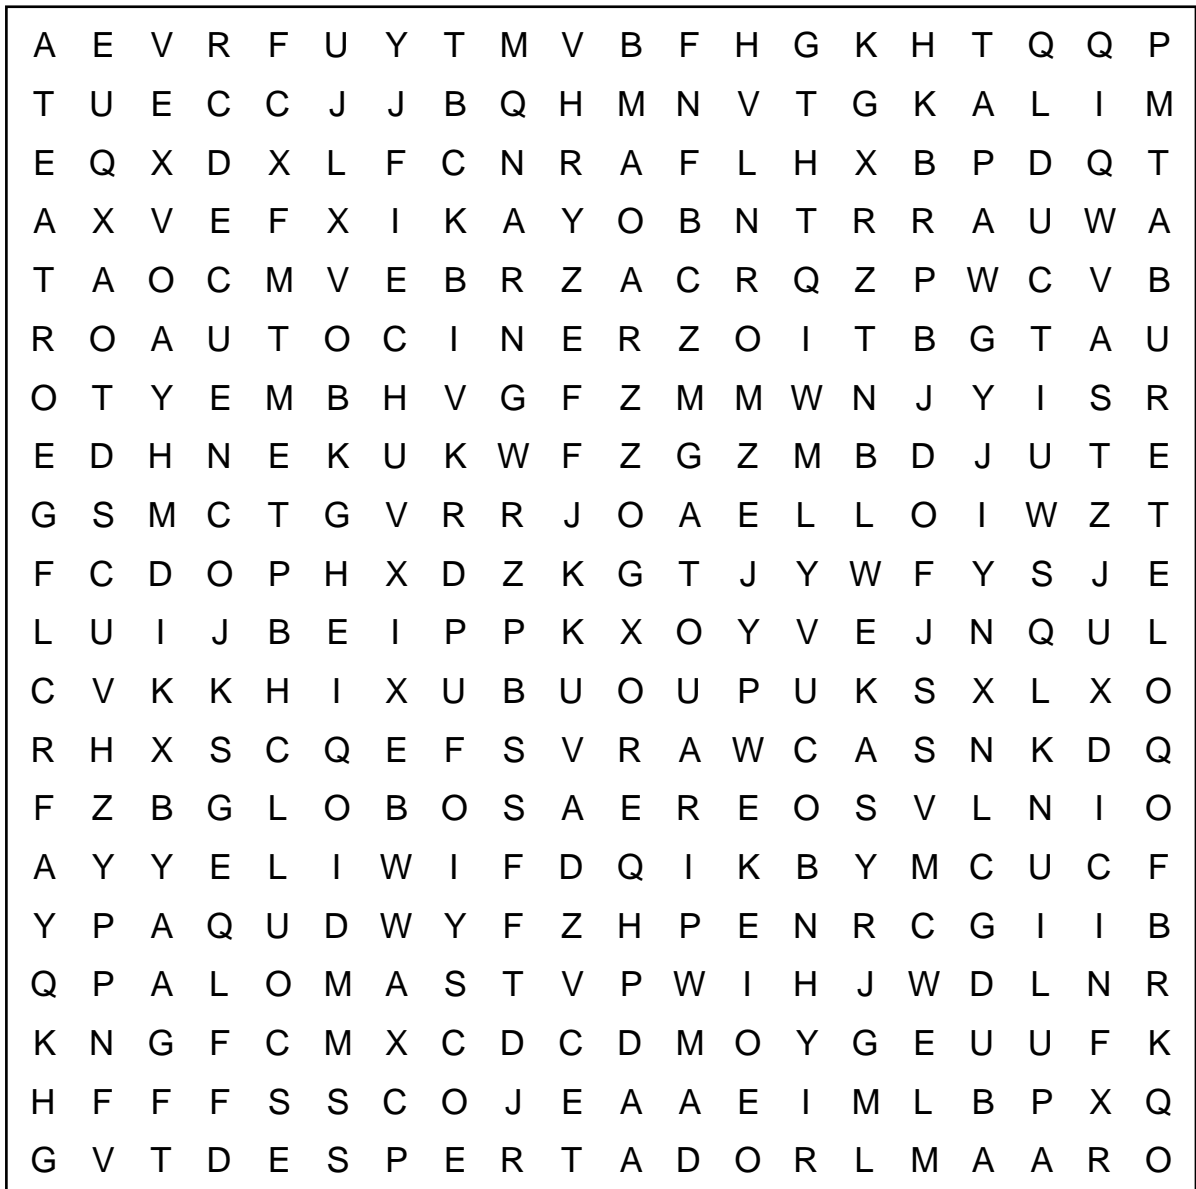 A E V R F U Y T M V B F H G K H T Q Q P
T U E C C J J B Q H M N V T G K A L I M
E Q X D X L F C N R A F L H X B P D Q T
A X V E F X I K A Y O B N T R R A U W A
T A O C M V E B R Z A C R Q Z P W C V B
R O A U T O C I N E R Z O I T B G T A U
O T Y E M B H V G F Z M M W N J Y I S R
E D H N E K U K W F Z G Z M B D J U T E
G S M C T G V R R J O A E L L O I W Z T
F C D O P H X D Z K G T J Y W F Y S J E
L U I J B E I P P K X O Y V E J N Q U L
C V K K H I X U B U O U P U K S X L X O
R H X S C Q E F S V R A W C A S N K D Q
F Z B G L O B O S A E R E O S V L N I O
A Y Y E L I W I F D Q I K B Y M C U C F
Y P A Q U D W Y F Z H P E N R C G I I B
Q P A L O M A S T V P W I H J W D L N R
K N G F C M X C D C D M O Y G E U U F K
H F F F S S C O J E A A E I M L B P X Q
G V T D E S P E R T A D O R L M A A R O